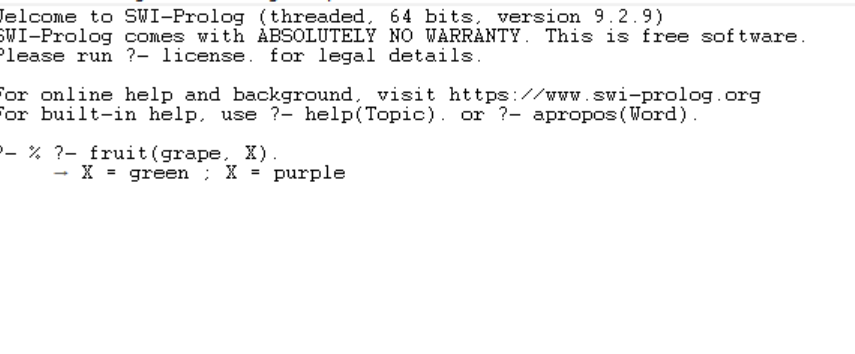 Welcome to SWI-Prolog (threaded, 64 bits, version 9.2.9)
SWI-Prolog comes with ABSOLUTELY NO WARRANTY. This is free software.
Please run ?- license. for legal details.
For online help and background, visit https://www.swi-prolog.org
For built-in help, use ?- help(Topic). or ?- apropos(Word).
?- % ?- fruit(grape, X).
→ X = green ; X = purple